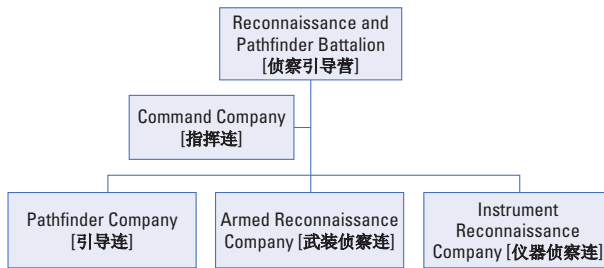 Reconnaissance and
Pathfinder Battalion
[侦察引导营]
Command Company
[指挥连]
Pathfinder Company
[引导连]
Armed Reconnaissance
Company [武装侦察连]
Instrument
Reconnaissance
Company [仪器侦察连]